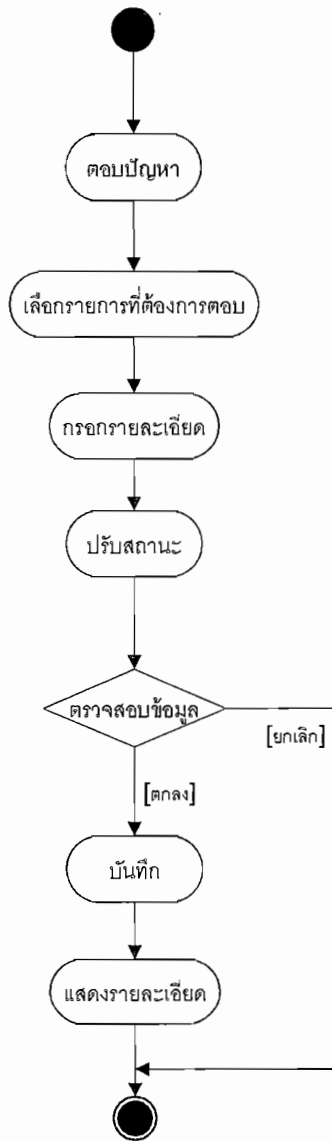 ตอบปัญหา
เลือกรายการที่ต้องการตอบ
กรอกรายละเอียด
ปรับสถานะ
ตรวจสอบข้อมูล
[ยกเลิก]
[ตกลง]
บันทึก
แสดงรายละเอียด